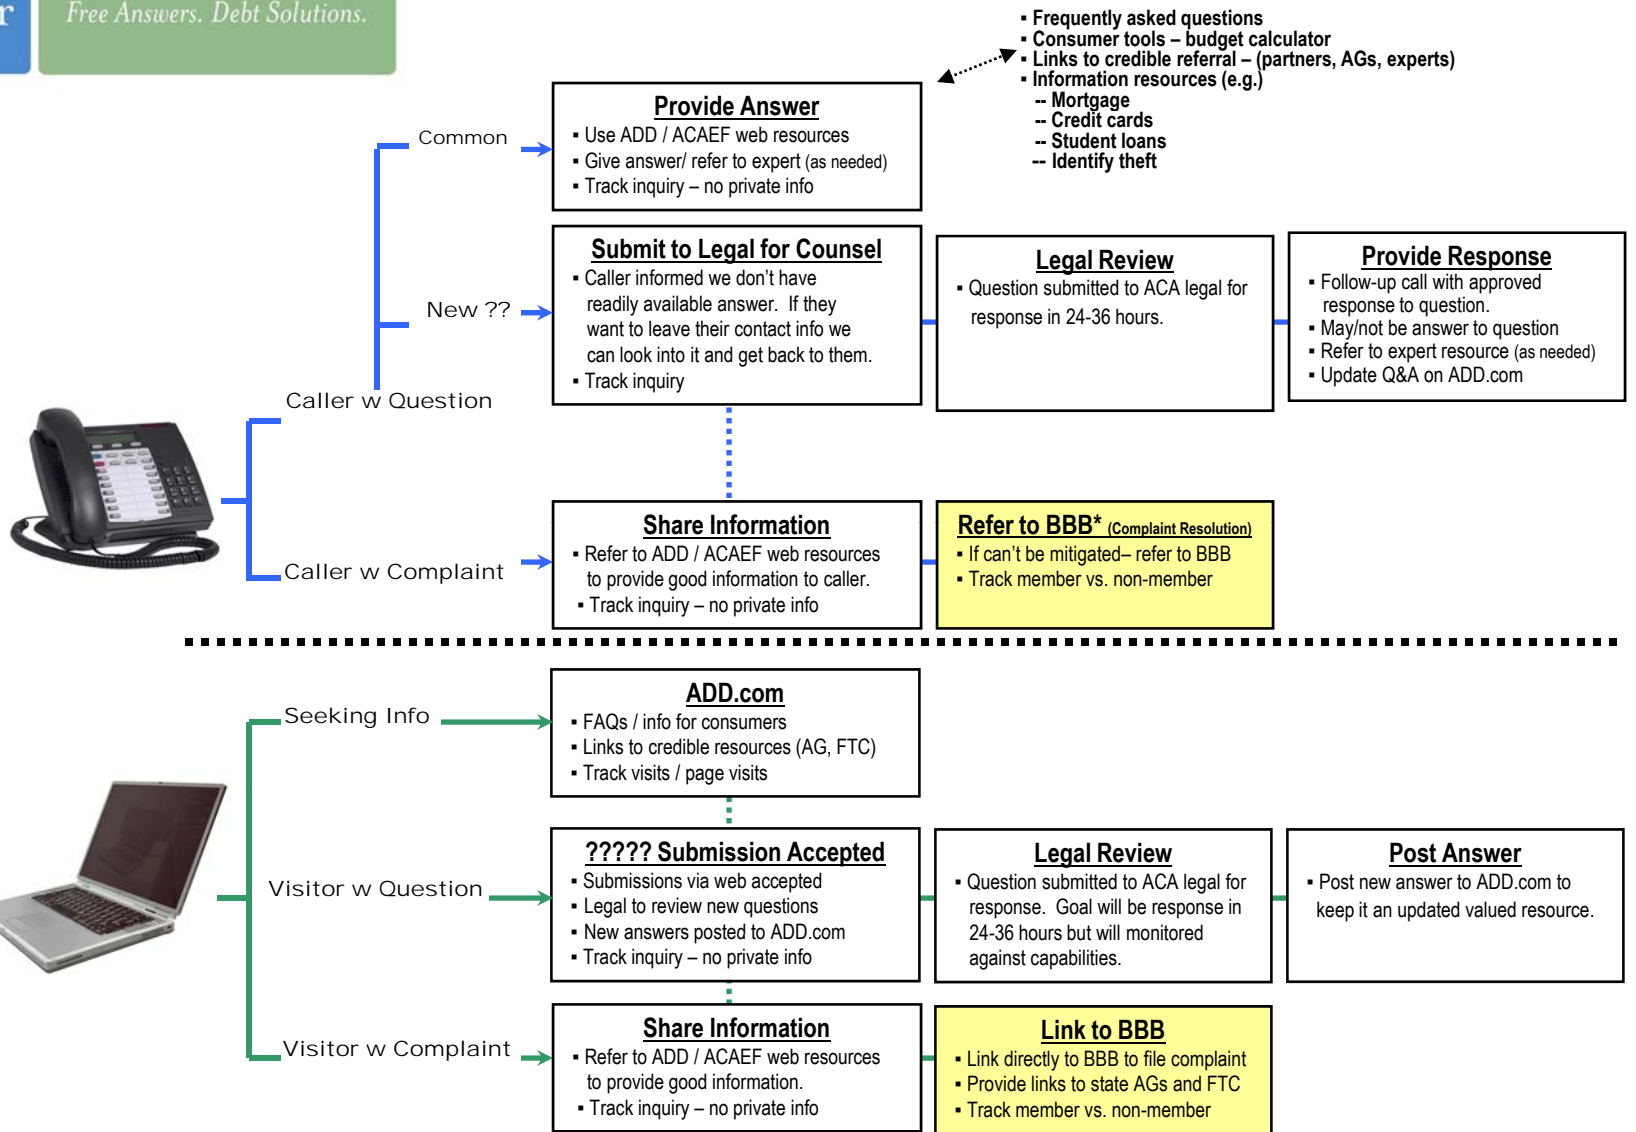 r
Free Answers. Debt Solutions.
▪ Frequently asked questions
▪ Consumer tools – budget calculator
▪ Links to credible referral – (partners, AGs, experts)
▪ Information resources (e.g.)
-- Mortgage
-- Credit cards
-- Student loans
-- Identify theft
Common
Provide Answer
▪ Use ADD / ACAEF web resources
▪ Give answer/ refer to expert (as needed)
▪ Track inquiry – no private info
New ??
Submit to Legal for Counsel
▪ Caller informed we don't have
readily available answer. If they
want to leave their contact info we
can look into it and get back to them.
▪ Track inquiry
Legal Review
▪ Question submitted to ACA legal for
response in 24-36 hours.
Provide Response
▪ Follow-up call with approved
response to question.
▪ May/not be answer to question
▪ Refer to expert resource (as needed)
▪ Update Q&A on ADD.com
Caller w Question
Caller w Complaint
Share Information
▪ Refer to ADD / ACAEF web resources
to provide good information to caller.
▪ Track inquiry – no private info
Refer to BBB* (Complaint Resolution)
▪ If can't be mitigated– refer to BBB
▪ Track member vs. non-member
Seeking Info
ADD.com
▪ FAQs / info for consumers
▪ Links to credible resources (AG, FTC)
▪ Track visits / page visits
Visitor w Question
????? Submission Accepted
▪ Submissions via web accepted
▪ Legal to review new questions
▪ New answers posted to ADD.com
▪ Track inquiry – no private info
Legal Review
▪ Question submitted to ACA legal for
response. Goal will be response in
24-36 hours but will monitored
against capabilities.
Post Answer
▪ Post new answer to ADD.com to
keep it an updated valued resource.
Visitor w Complaint
Share Information
▪ Refer to ADD / ACAEF web resources
to provide good information.
▪ Track inquiry – no private info
Link to BBB
▪ Link directly to BBB to file complaint
▪ Provide links to state AGs and FTC
▪ Track member vs. non-member